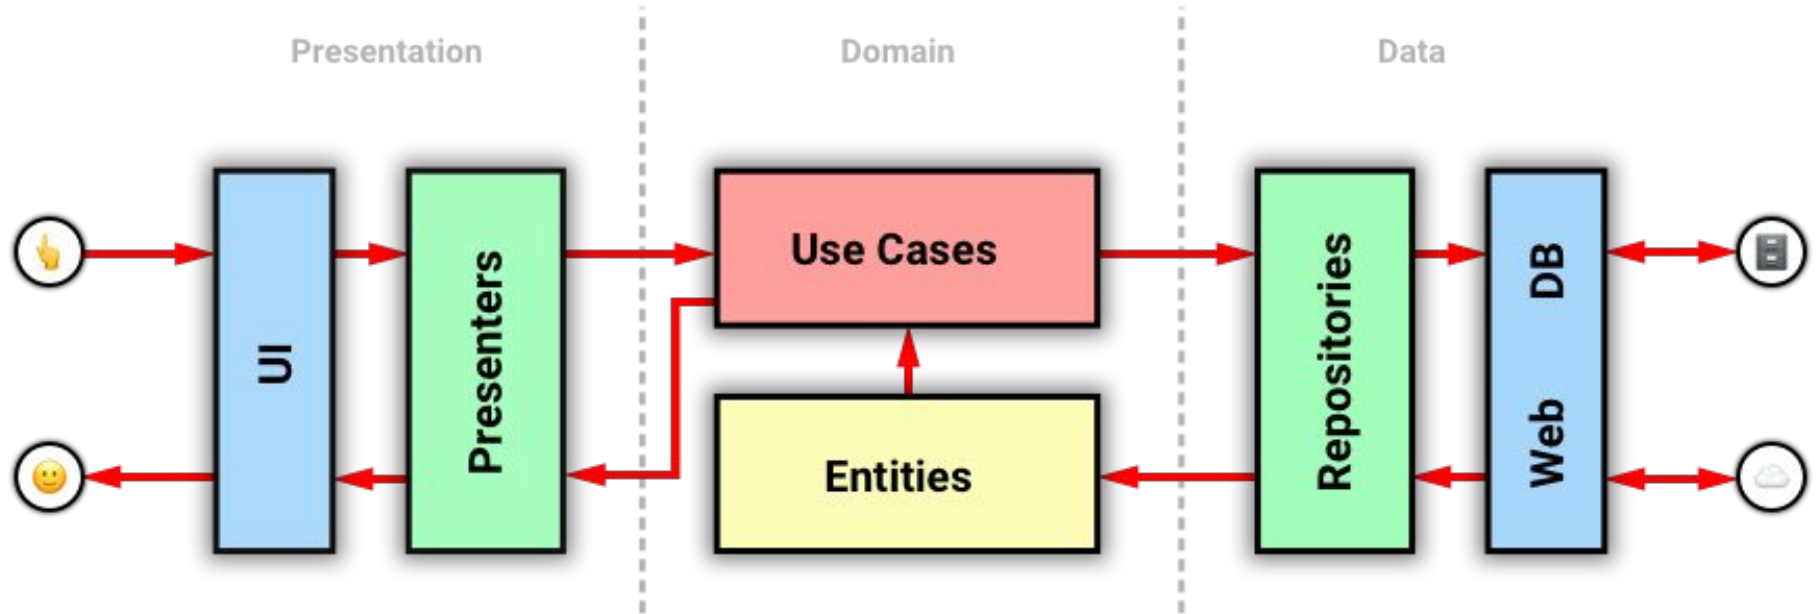 Presentation
Domain
Data
UI
Presenters
Use Cases
Entities
Repositories
DB
Web